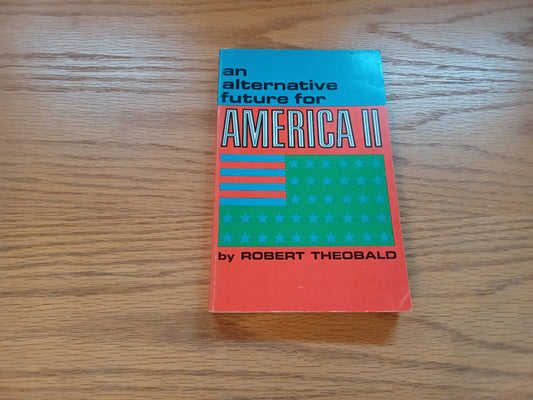 an
alternative
future for
AMERICA II
by ROBERT THEOBALD